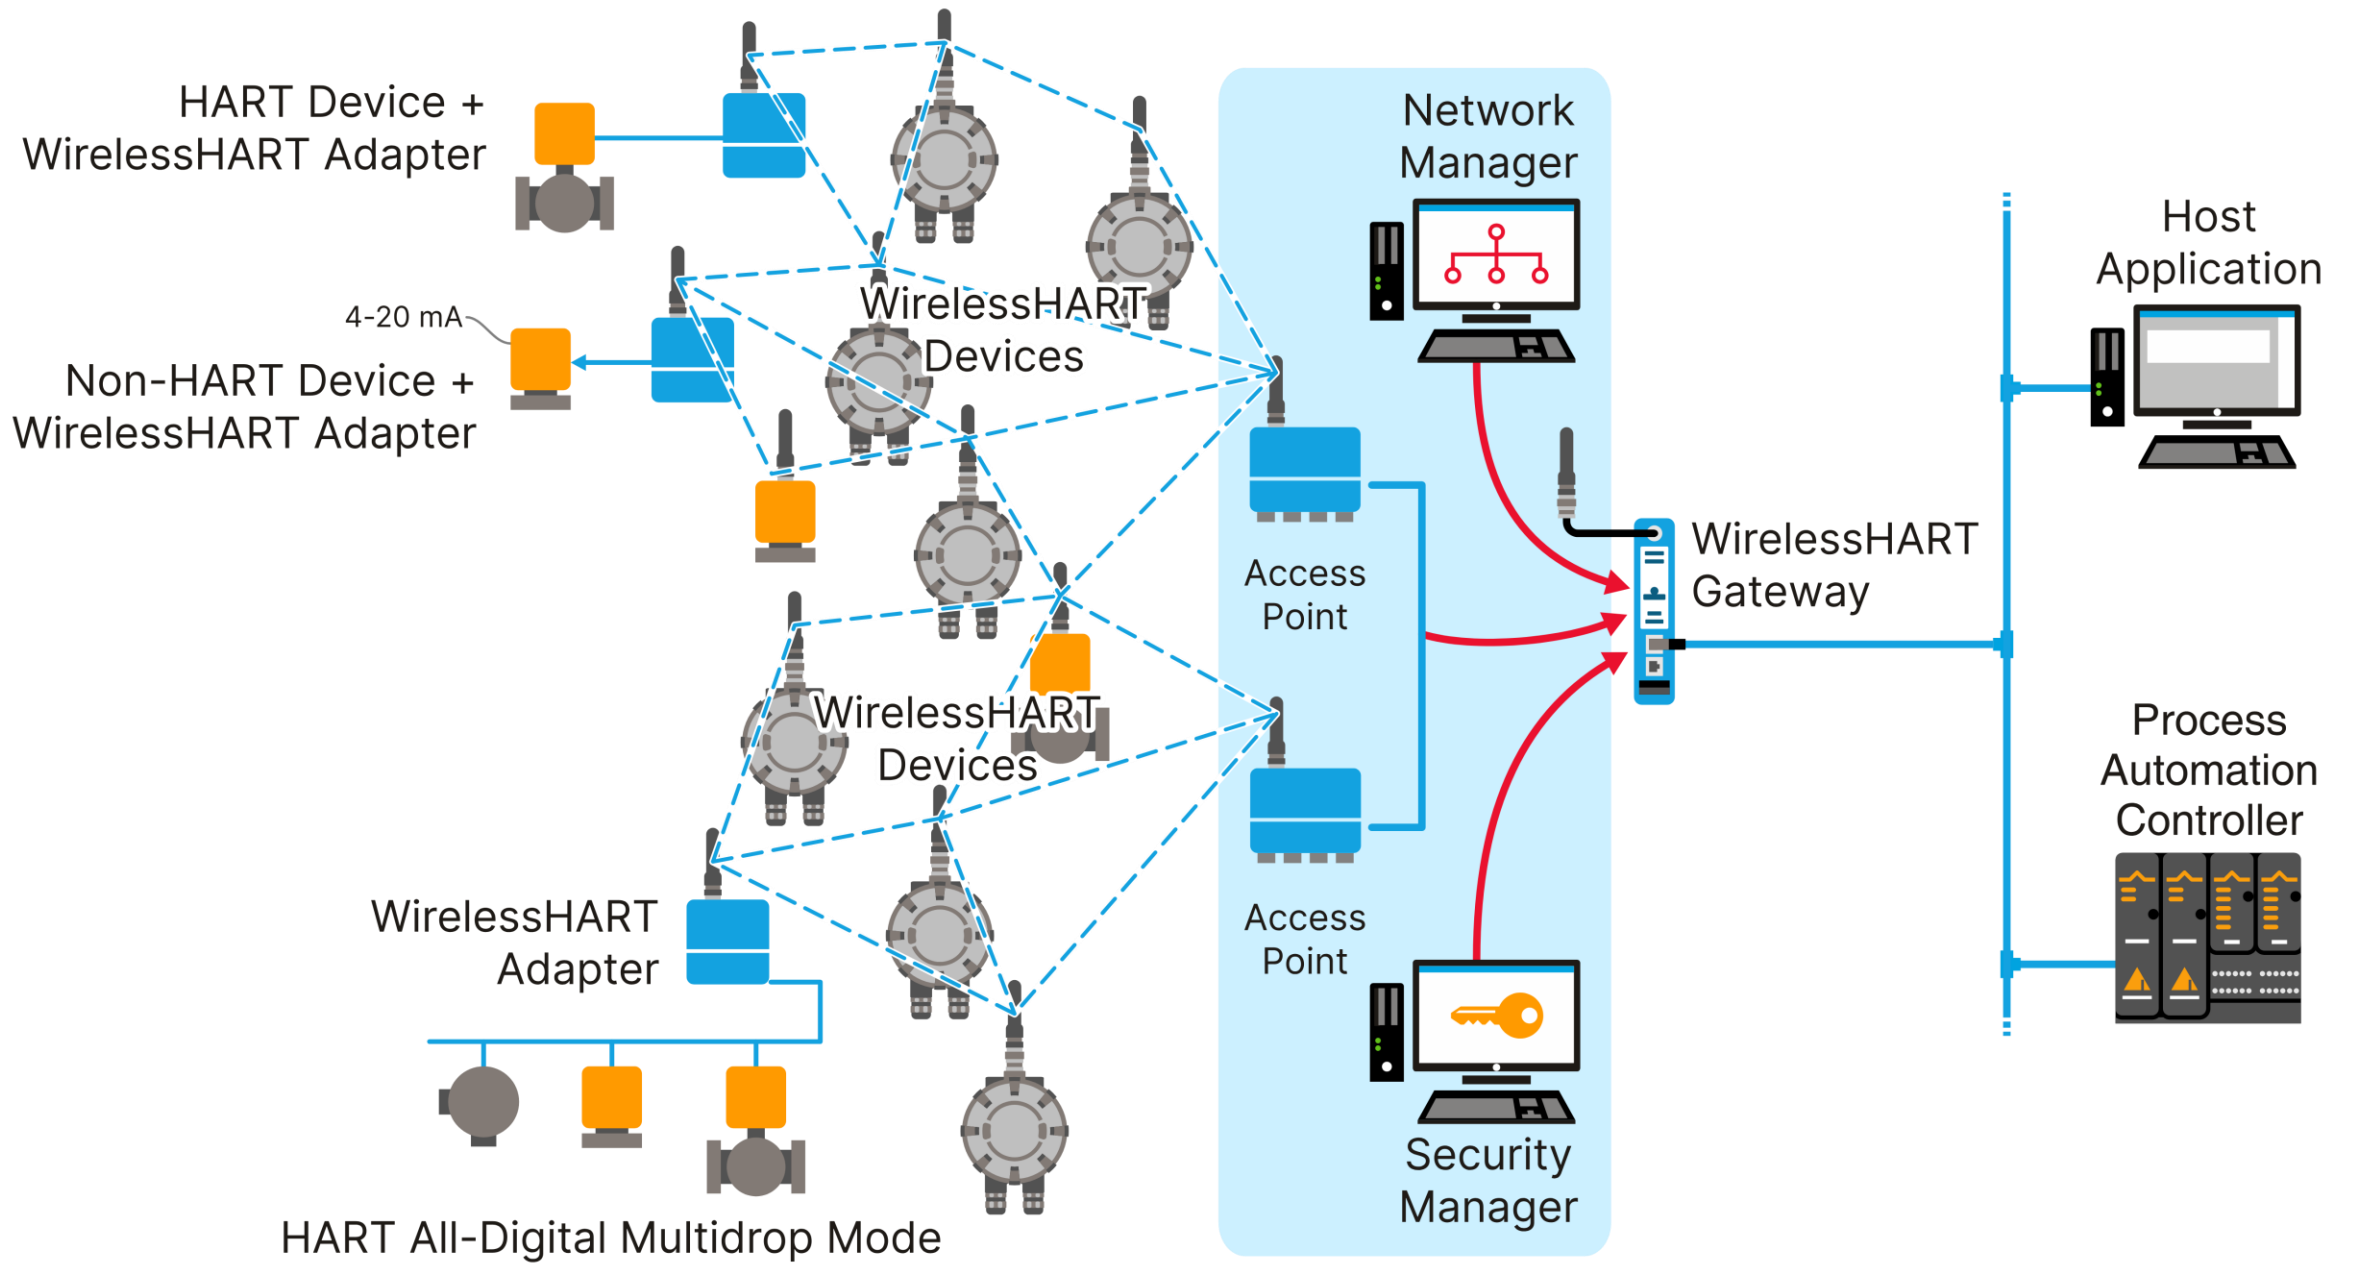 HART Device +
WirelessHART Adapter
4-20 mA
Non-HART Device +
WirelessHART Adapter
WirelessHART
Devices
WirelessHART
Devices
WirelessHART
Adapter
HART All-Digital Multidrop Mode
Network
Manager
Access
Point
Access
Point
Security
Manager
WirelessHART
Gateway
Host
Application
Process
Automation
Controller